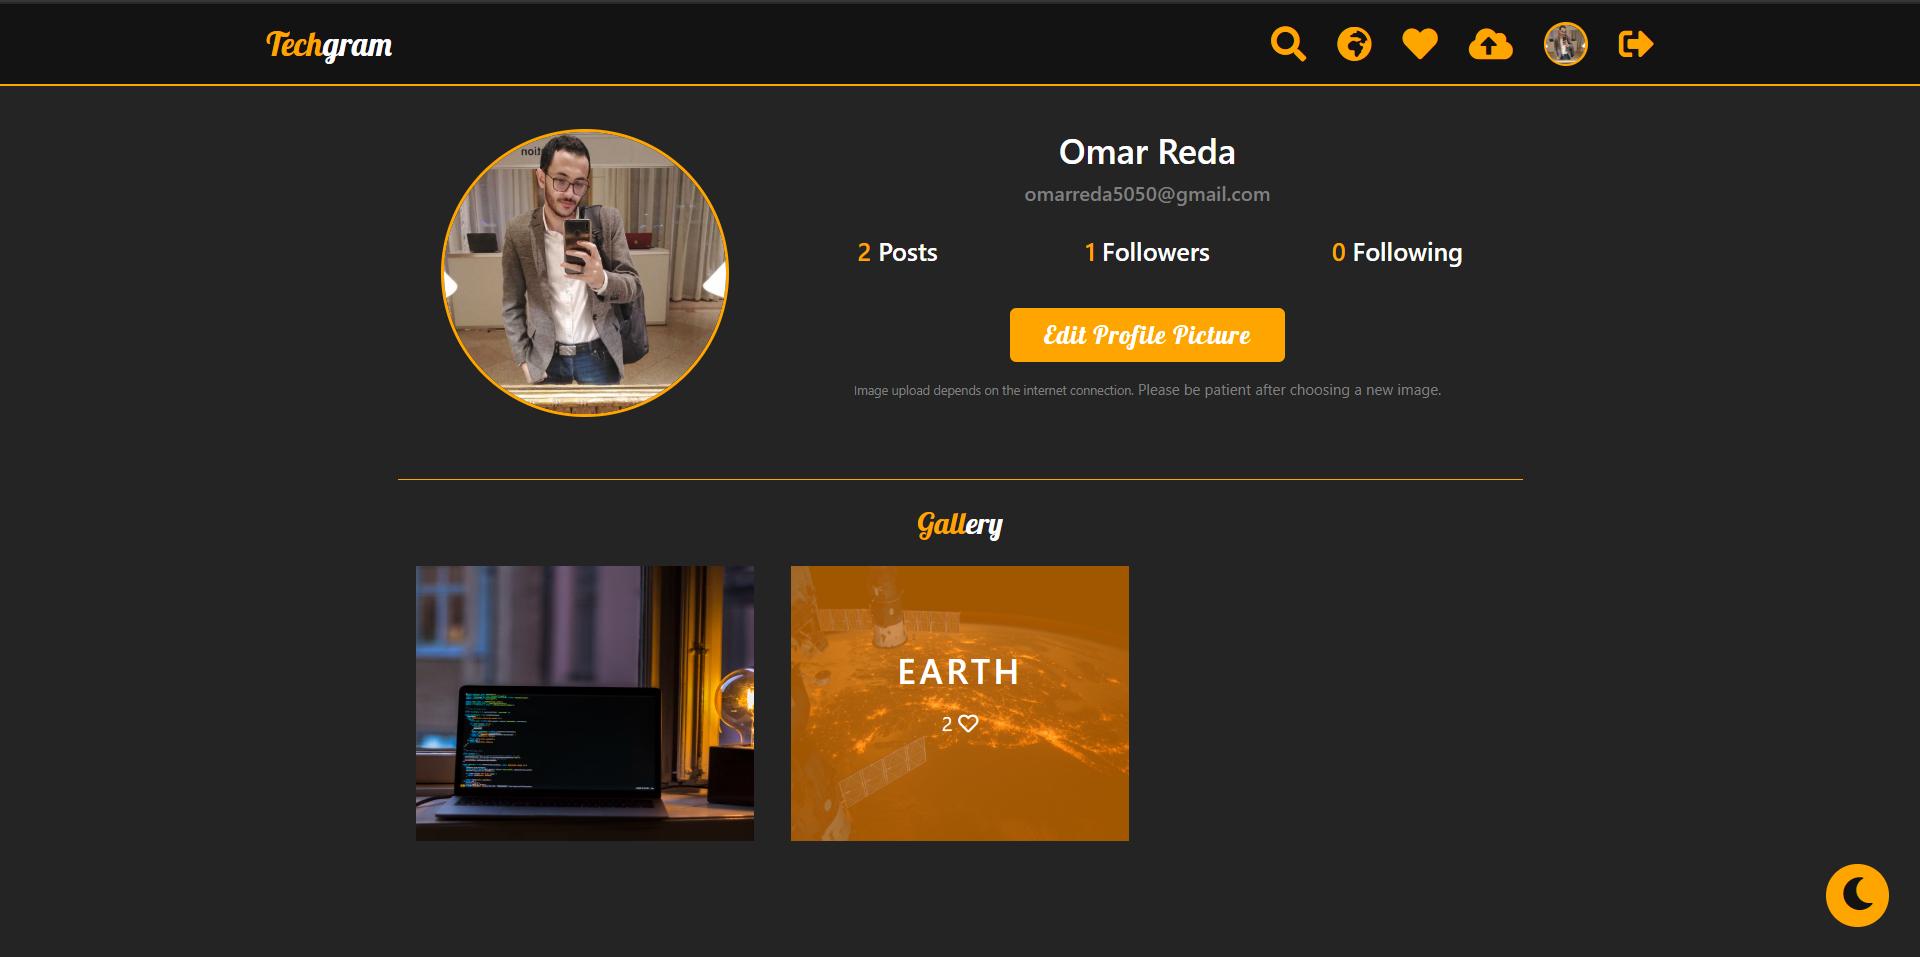 Techgram
Omar Reda
omarreda5050@gmail.com
2 Posts
1 Followers
0 Following
Edit Profile Picture
Image upload depends on the internet connection. Please be patient after choosing a new image.
Gallery
EARTH
2